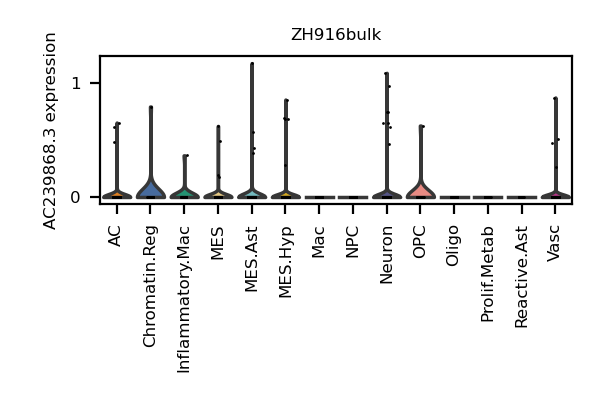 ZH916bulk
AC239868.3 expression
1
0
AC
Chromatin.Reg
Inflammatory.Mac
MES
MES.Ast
MES.Hyp
Mac
NPC
Neuron
OPC
Oligo
Prolif.Metab
Reactive.Ast
Vasc